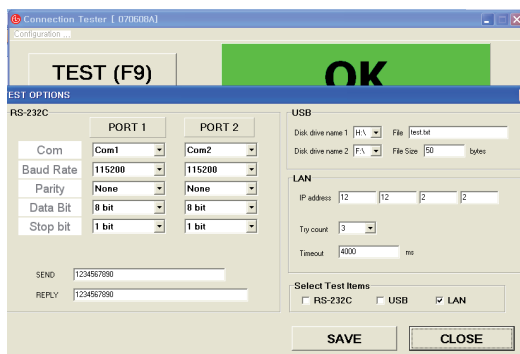 Connection Tester [ 070608A]
Configuration ...
TEST (F9)
OK
EST OPTIONS
RS-232C
PORT 1 PORT 2
Com Com1 Com2
Baud Rate 115200 115200
Parity None None
Data Bit 8 bit 8 bit
Stop bit 1 bit 1 bit
SEND 1234567890
REPLY 1234567890
USB
Disk drive name 1 H:\ File test.txt
Disk drive name 2 F:\ File Size 50 bytes
LAN
IP address 12 12 2 2
Try count 3
Timeout 4000 ms
Select Test Items
RS-232C USB LAN
SAVE CLOSE